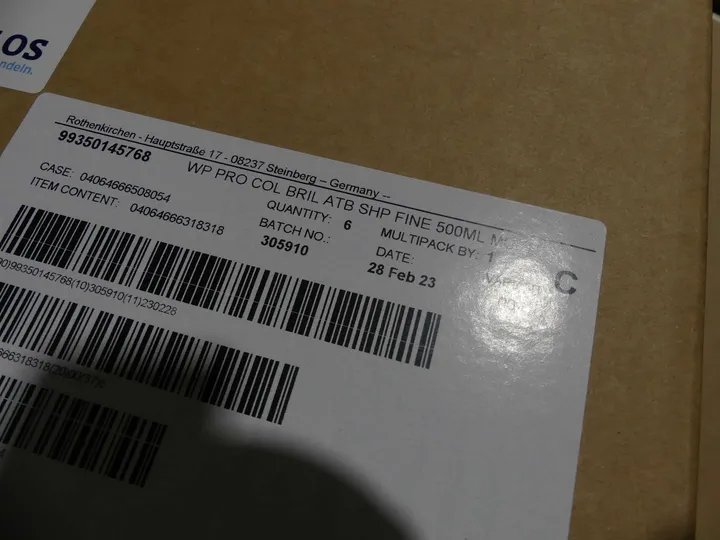 OS
ndeln.
Rothenkirchen - Hauptstraße 17 - 08237 Steinberg – Germany –
99350145768
WP PRO COL BRIL ATB SHP FINE 500ML
CASE: 04064666508054
QUANTITY: 6
MULTIPACK BY: 1
ITEM CONTENT: 04064666318318
BATCH NO.:
DATE:
305910
28 Feb 23
C
90)99350145768(10)305910(11)230228